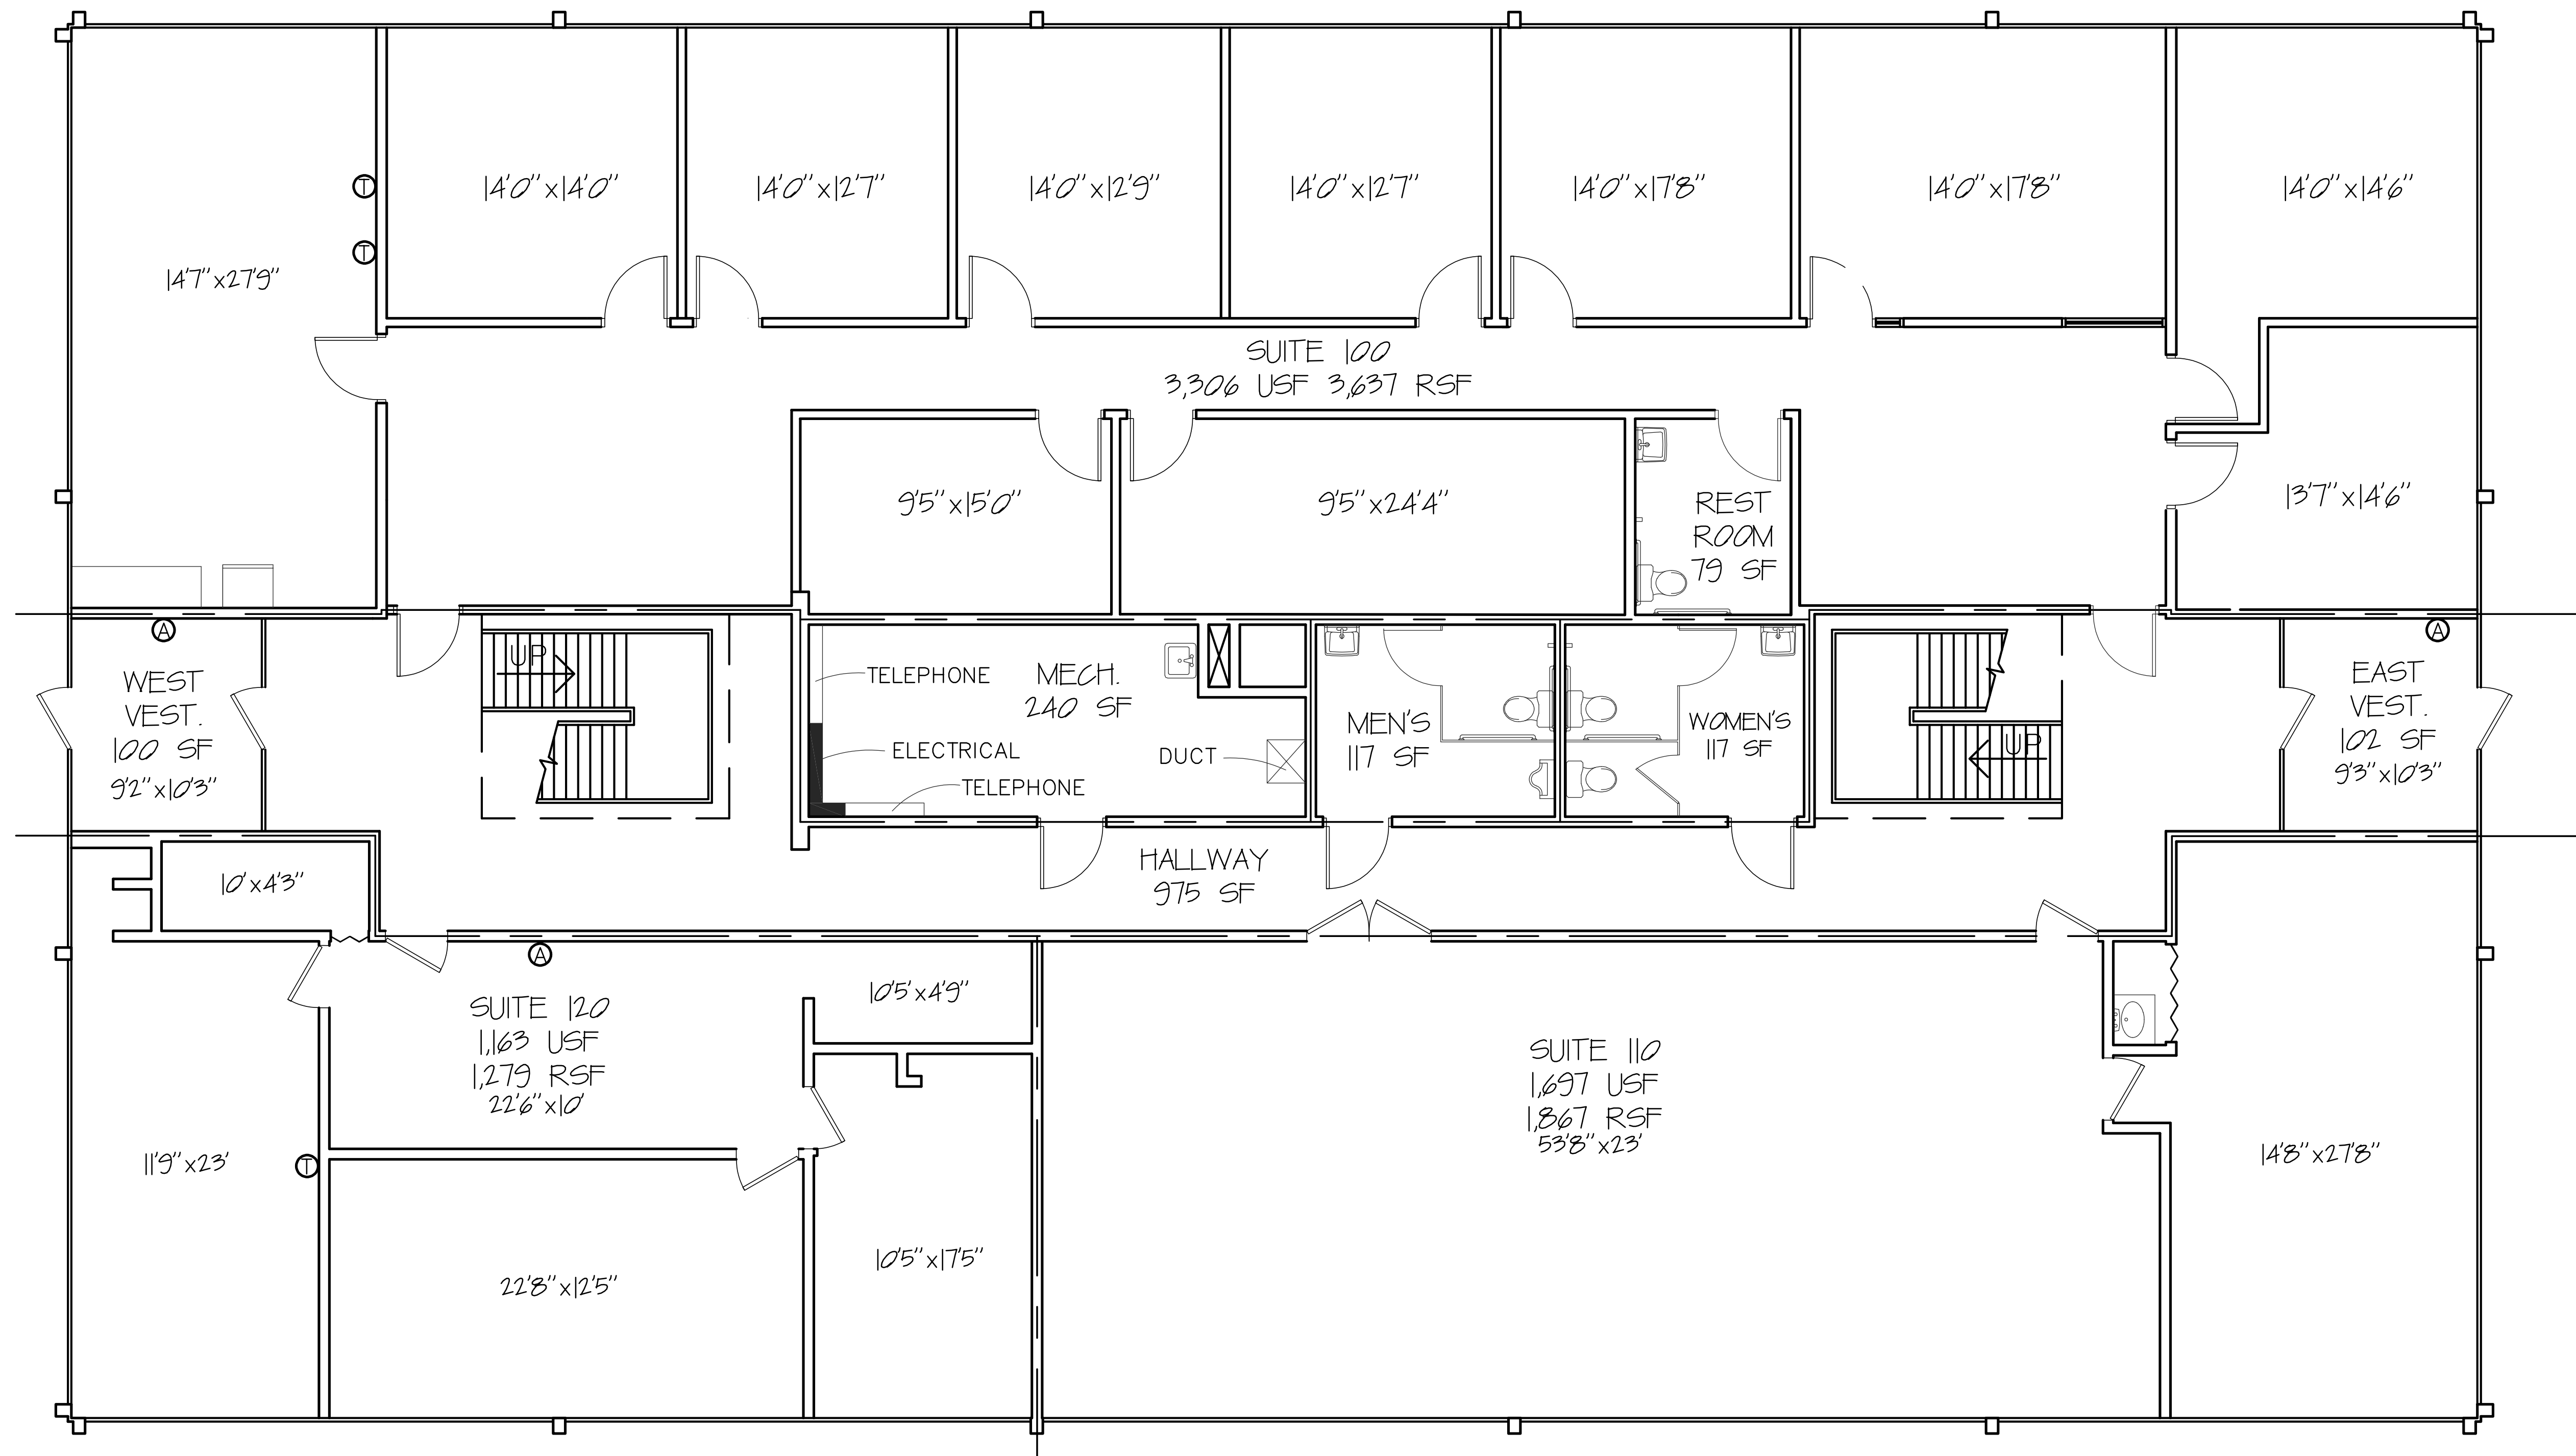 14'0"x14'0"
14'0"x12'7"
14'0"x12'9"
14'0"x12'7"
14'0"x17'8"
14'0"x17'8"
14'0"x14'6"
T
T
14'7"x27'9"
SUITE 100
3,306 USF 3,637 RSF
9'5"x15'0"
9'5"x24'4"
REST
ROOM
79 SF
13'7"x14'6"
A
WEST
VEST.
100 SF
9'2"x10'3"
UP
TELEPHONE
MECH.
240 SF
ELECTRICAL
TELEPHONE
DUCT
MEN'S
117 SF
WOMEN'S
117 SF
UP
A
EAST
VEST.
102 SF
9'3"x10'3"
10'x4'3"
HALLWAY
975 SF
A
SUITE 120
1,163 USF
1,279 RSF
22'6"x10'
10'5'x4'9"
SUITE 110
1,697 USF
1,867 RSF
53'8"x23'
11'9"x23'
T
14'8"x27'8"
22'8"x12'5"
10'5"x17'5"